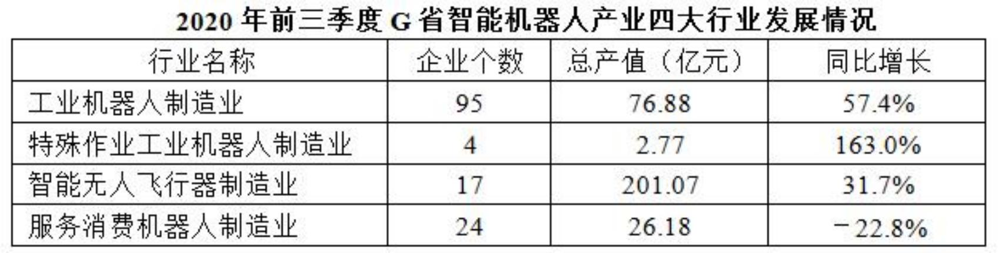 2020 年前三季度 G 省智能机器人产业四大行业发展情况
行业名称 企业个数 总产值（亿元） 同比增长
工业机器人制造业 95 76.88 57.4%
特殊作业工业机器人制造业 4 2.77 163.0%
智能无人飞行器制造业 17 201.07 31.7%
服务消费机器人制造业 24 26.18 －22.8%